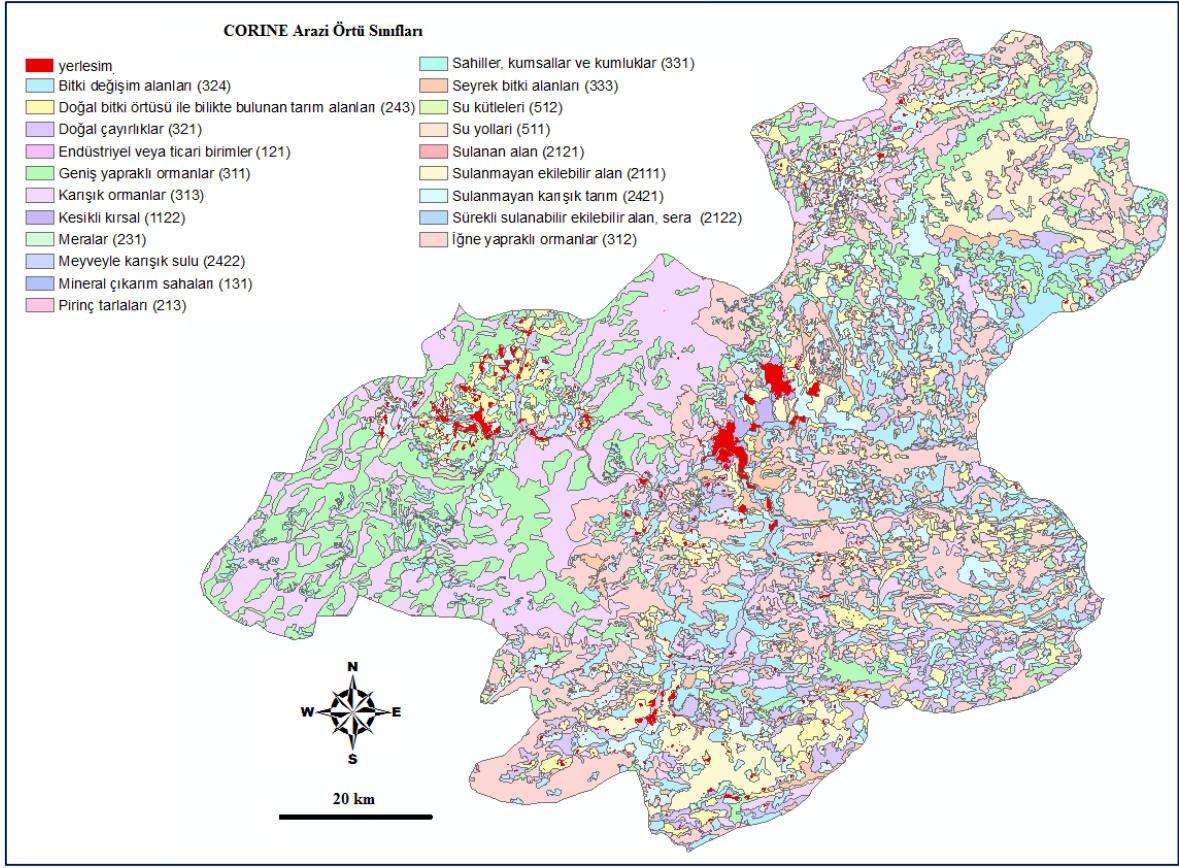 CORINE Arazi Örtü Sınıfları
yerlesim
Bitki değişim alanları (324)
Doğal bitki örtüsü ile bilikte bulunan tarım alanları (243)
Doğal çayırlıklar (321)
Endüstriyel veya ticari birimler (121)
Geniş yapraklı ormanlar (311)
Karışık ormanlar (313)
Kesikli kırsal (1122)
Meralar (231)
Meyveyle karışık sulu (2422)
Mineral çıkarım sahaları (131)
Pirinç tarlaları (213)
Sahiller, kumsallar ve kumluklar (331)
Seyrek bitki alanları (333)
Su kütleleri (512)
Su yollari (511)
Sulanan alan (2121)
Sulanmayan ekilebilir alan (2111)
Sulanmayan karışık tarım (2421)
Sürekli sulanabilir ekilebilir alan, sera (2122)
İğne yapraklı ormanlar (312)
N
W E
S
20 km